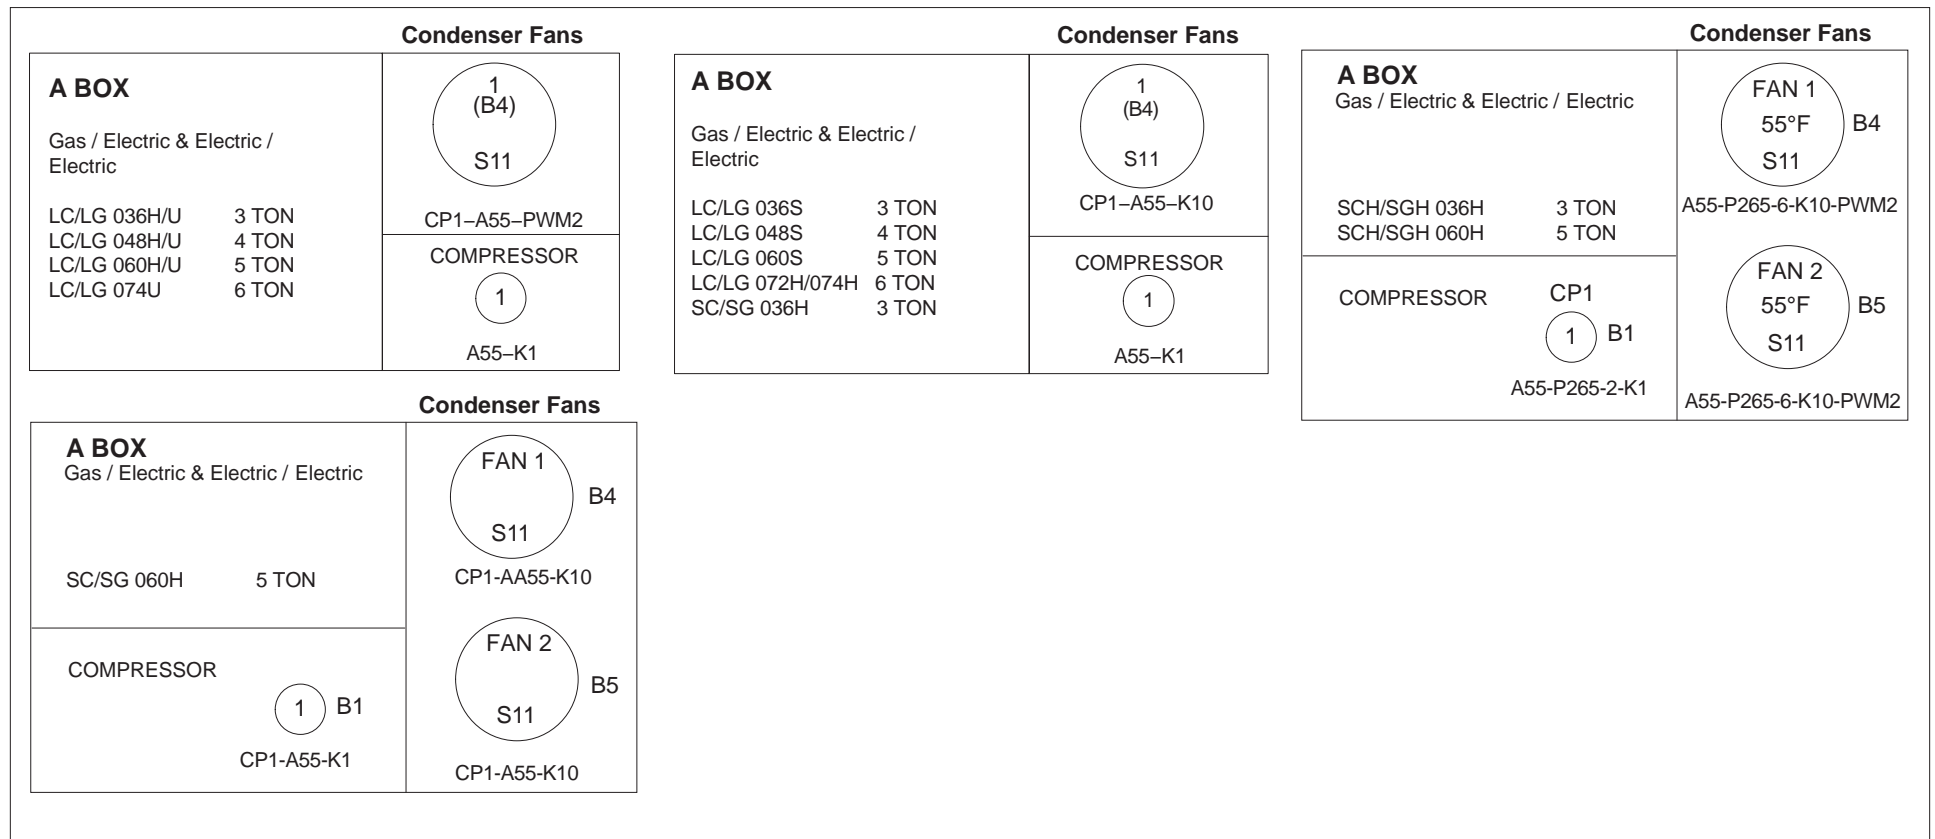 Condenser Fans
A BOX
Gas / Electric & Electric /
Electric
LC/LG 036H/U 3 TON
LC/LG 048H/U 4 TON
LC/LG 060H/U 5 TON
LC/LG 074U 6 TON
1
(B4)
S11
CP1–A55–PWM2
COMPRESSOR
1
A55–K1
Condenser Fans
A BOX
Gas / Electric & Electric /
Electric
LC/LG 036S 3 TON
LC/LG 048S 4 TON
LC/LG 060S 5 TON
LC/LG 072H/074H 6 TON
SC/SG 036H 3 TON
1
(B4)
S11
CP1–A55–K10
COMPRESSOR
1
A55–K1
Condenser Fans
A BOX
Gas / Electric & Electric / Electric
SCH/SGH 036H 3 TON
SCH/SGH 060H 5 TON
COMPRESSOR CP1
1 B1
A55-P265-2-K1
FAN 1
55°F B4
S11
A55-P265-6-K10-PWM2
FAN 2
55°F B5
S11
A55-P265-6-K10-PWM2
Condenser Fans
A BOX
Gas / Electric & Electric / Electric
SC/SG 060H 5 TON
COMPRESSOR
1 B1
CP1-A55-K1
FAN 1
B4
S11
CP1-AA55-K10
FAN 2
B5
S11
CP1-A55-K10